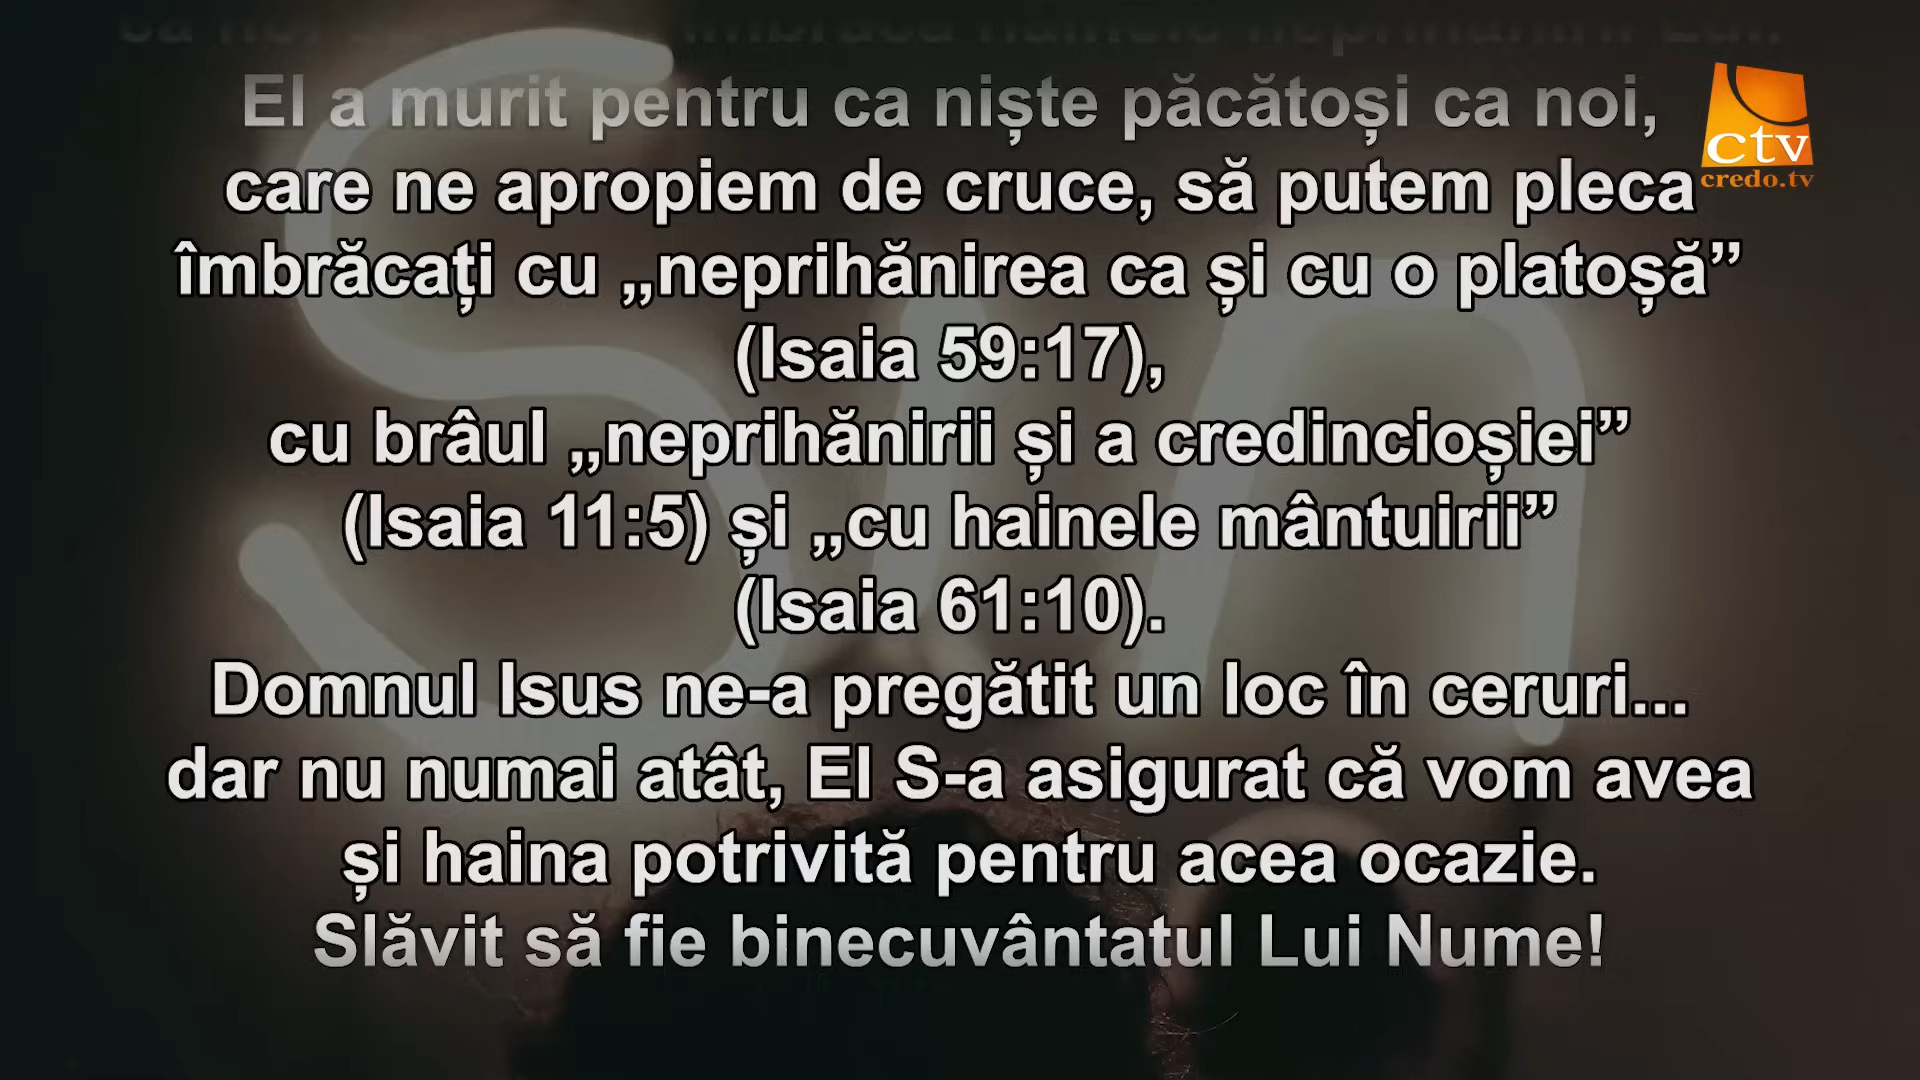 El a murit pentru ca niște păcătoși ca noi,
care ne apropiem de cruce, să putem pleca
îmbrăcați cu „neprihănirea ca și cu o platoșă”
(Isaia 59:17),
cu brâul „neprihănirii și a credincioșiei”
(Isaia 11:5) și „cu hainele mântuirii”
(Isaia 61:10).
Domnul Isus ne-a pregătit un loc în ceruri...
dar nu numai atât, El S-a asigurat că vom avea
și haina potrivită pentru acea ocazie.
Slăvit să fie binecuvântatul Lui Nume!
ctv
credo.tv
Sin